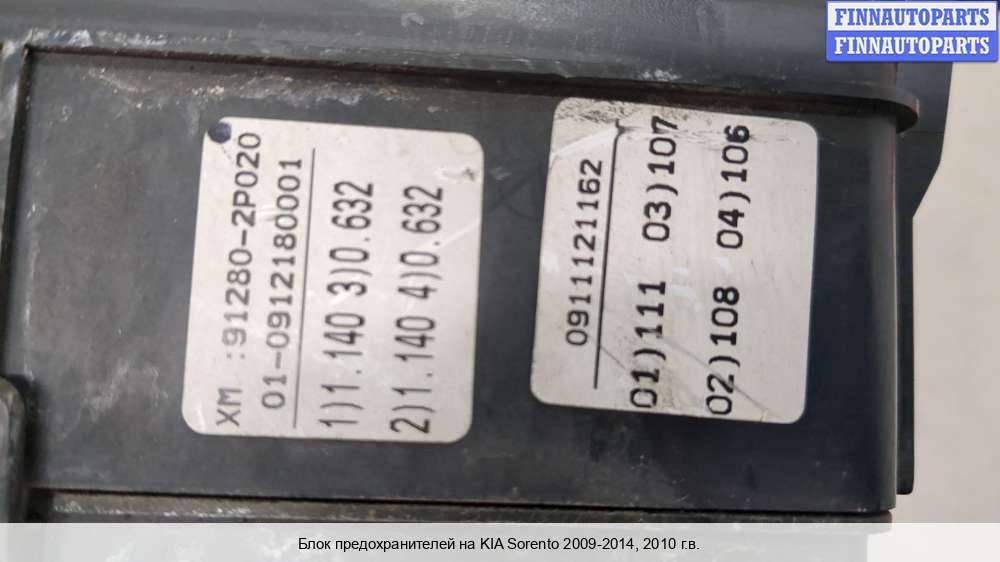 FINNAUTOPARTS
FINNAUTOPARTS
XM :91280-2P020
01-0912180001
1)1.140 3)0.632
2)1.140 4)0.632
0911121162
01)111 03)107
02)108 04)106
Блок предохранителей на KIA Sorento 2009-2014, 2010 г.в.